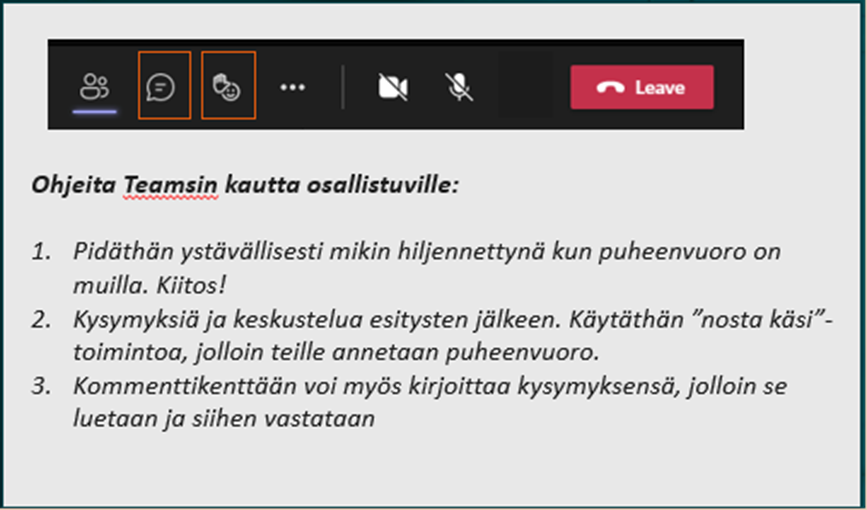 Leave
Ohjeita Teamsin kautta osallistuville:
1. Pidäthän ystävällisesti mikin hiljennettynä kun puheenvuoro on
muilla. Kiitos!
2. Kysymyksiä ja keskustelua esitysten jälkeen. Käytäthän ”nosta käsi”-
toimintoa, jolloin teille annetaan puheenvuoro.
3. Kommenttikenttään voi myös kirjoittaa kysymyksensä, jolloin se
luetaan ja siihen vastataan